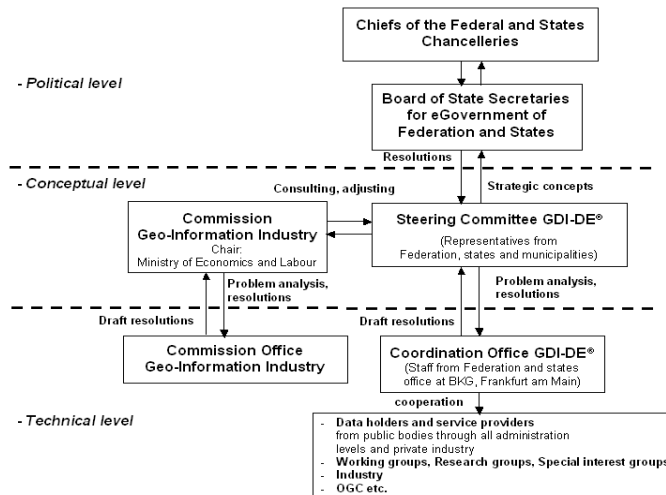 Chiefs of the Federal and States
Chancelleries
- Political level
Board of State Secretaries
for eGovernment of
Federation and States
Resolutions
- Conceptual level
Consulting, adjusting
Strategic concepts
Commission
Geo-Information Industry
Chair:
Ministry of Economics and Labour
Steering Committee GDI-DE®
(Representatives from
Federation, states and municipalities)
Problem analysis,
resolutions
Draft resolutions
Problem analysis,
resolutions
Draft resolutions
Commission Office
Geo-Information Industry
Coordination Office GDI-DE®
(Staff from Federation and states
office at BKG, Frankfurt am Main)
cooperation
- Technical level
- Data holders and service providers
from public bodies through all administration
levels and private industry
- Working groups, Research groups, Special interest groups
- Industry
- OGC etc.